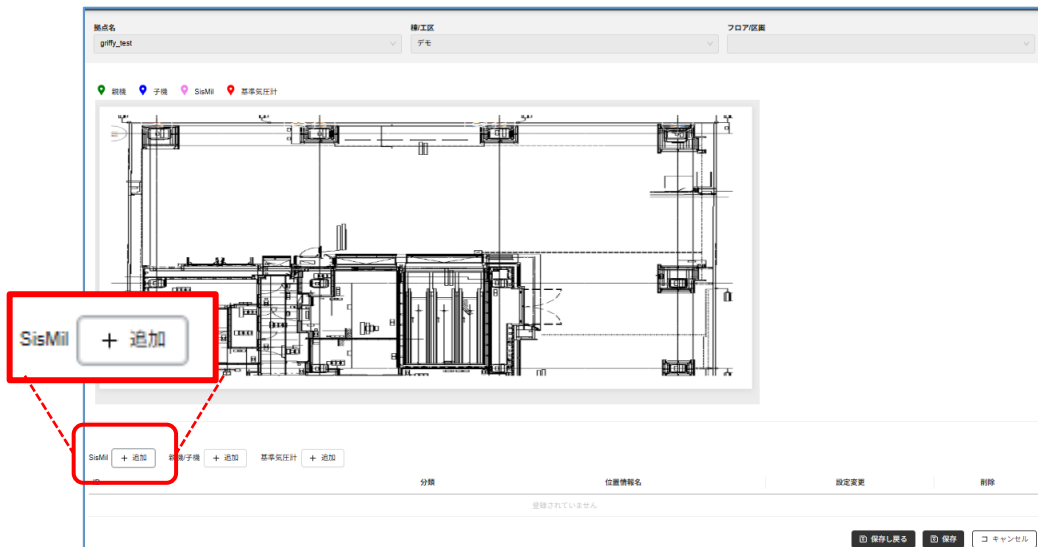 拠点名 棟/工区 フロア/区画
griffy_test デモ
親機 子機 SisMil 基準気圧計
SisMil + 追加
SisMil + 追加 親機/子機 + 追加 基準気圧計 + 追加
分類 位置情報名 設定変更 削除
登録されていません
保存し戻る 保存 キャンセル